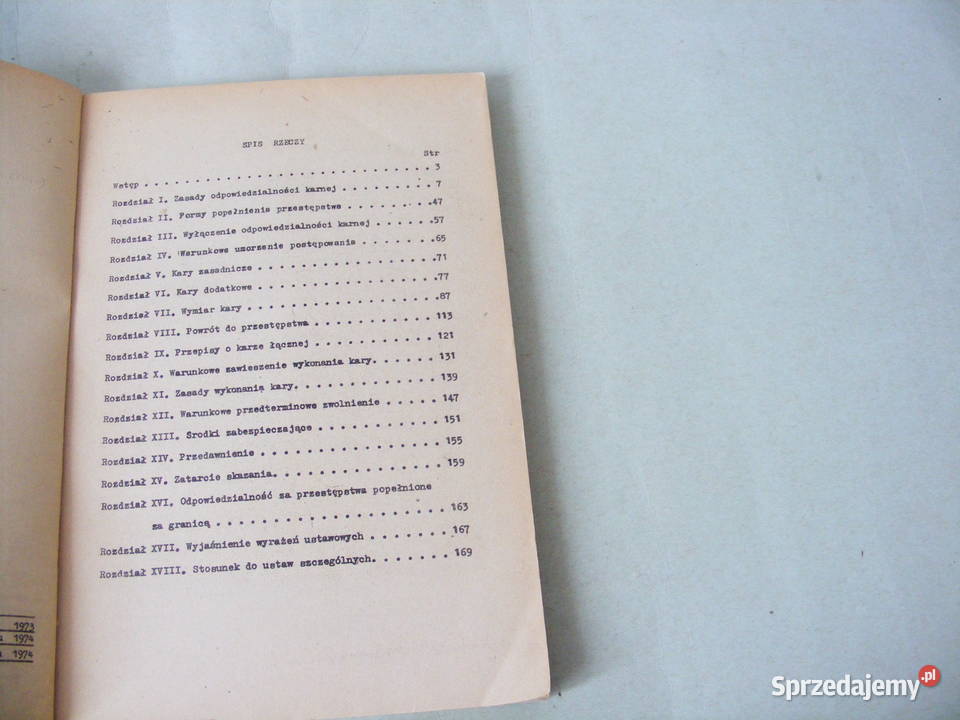 SPIS RZECZY
Str
Wstęp . . . . . . . . . . . . . . . . . . . . . . . 3
Rozdział I. Zasady odpowiedzialności karnej . . . . . . . 7
Rozdział II. Formy popełnienia przestępstwa . . . . . . . 47
Rozdział III. Wyłączenie odpowiedzialności karnej . . . . . 57
Rozdział IV. Warunkowe umorzenie postępowania . . . . . . 65
Rozdział V. Kary zasadnicze . . . . . . . . . . . . . . 71
Rozdział VI. Kary dodatkowe . . . . . . . . . . . . . . 77
Rozdział VII. Wymiar kary . . . . . . . . . . . . . . . 87
Rozdział VIII. Powrót do przestępstwa . . . . . . . . . . 113
Rozdział IX. Przepisy o karze łącznej . . . . . . . . . . 121
Rozdział X. Warunkowe zawieszenie wykonania kary. . . . . . 131
Rozdział XI. Zasady wykonania kary. . . . . . . . . . . . 139
Rozdział XII. Warunkowe przedterminowe zwolnienie . . . . . 147
Rozdział XIII. Srodki zabezpieczające . . . . . . . . . . 151
Rozdział XIV. Przedawnienie . . . . . . . . . . . . . . 155
Rozdział XV. Zatarcie skazania. . . . . . . . . . . . . . 159
Rozdział XVI. Odpowiedzialność za przestępstwa popełnione
za granicą . . . . . . . . . . . . . . . . . . . 163
Rozdział XVII. Wyjaśnienie wyrażeń ustawowych . . . . . . . 167
Rozdział XVIII. Stosunek do ustaw szczególnych. . . . . . . 169
1973
1974
1974
Sprzedajemy.pl